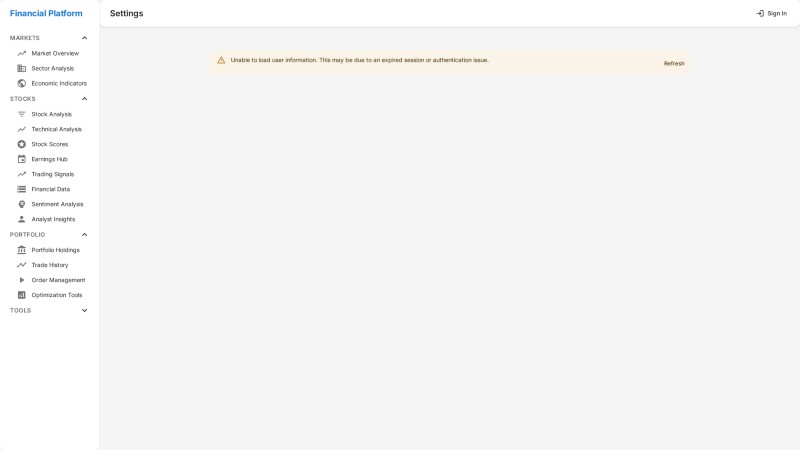 Financial Platform
Settings
Sign In
MARKETS
Market Overview
Sector Analysis
Economic Indicators
STOCKS
Stock Analysis
Technical Analysis
Stock Scores
Earnings Hub
Trading Signals
Financial Data
Sentiment Analysis
Analyst Insights
PORTFOLIO
Portfolio Holdings
Trade History
Order Management
Optimization Tools
TOOLS
Unable to load user information. This may be due to an expired session or authentication issue.
Refresh